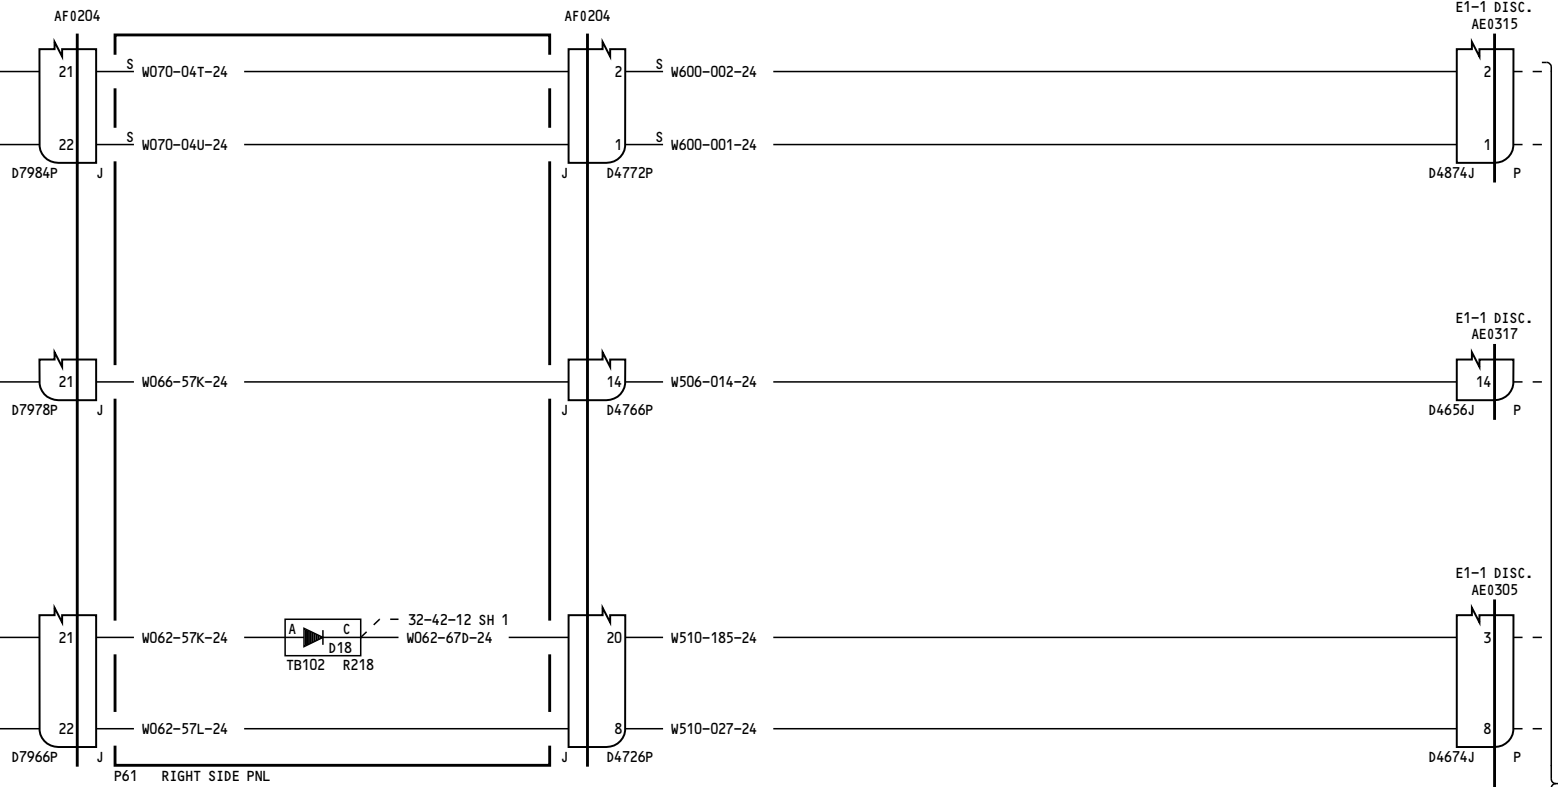 AF0204 AF0204 E1-1 DISC.
AE0315
21 S W070-04T-24 2 S W600-002-24 2
22 S W070-04U-24 1 S W600-001-24 1
D7984P J J D4772P D4874J P
E1-1 DISC.
AE0317
21 W066-57K-24 14 W506-014-24 14
D7978P J J D4766P D4656J P
E1-1 DISC.
AE0305
32-42-12 SH 1
21 W062-57K-24 A C W062-67D-24 20 W510-185-24 3
D18
TB102 R218
22 W062-57L-24 8 W510-027-24 8
D7966P J J D4726P D4674J P
P61 RIGHT SIDE PNL